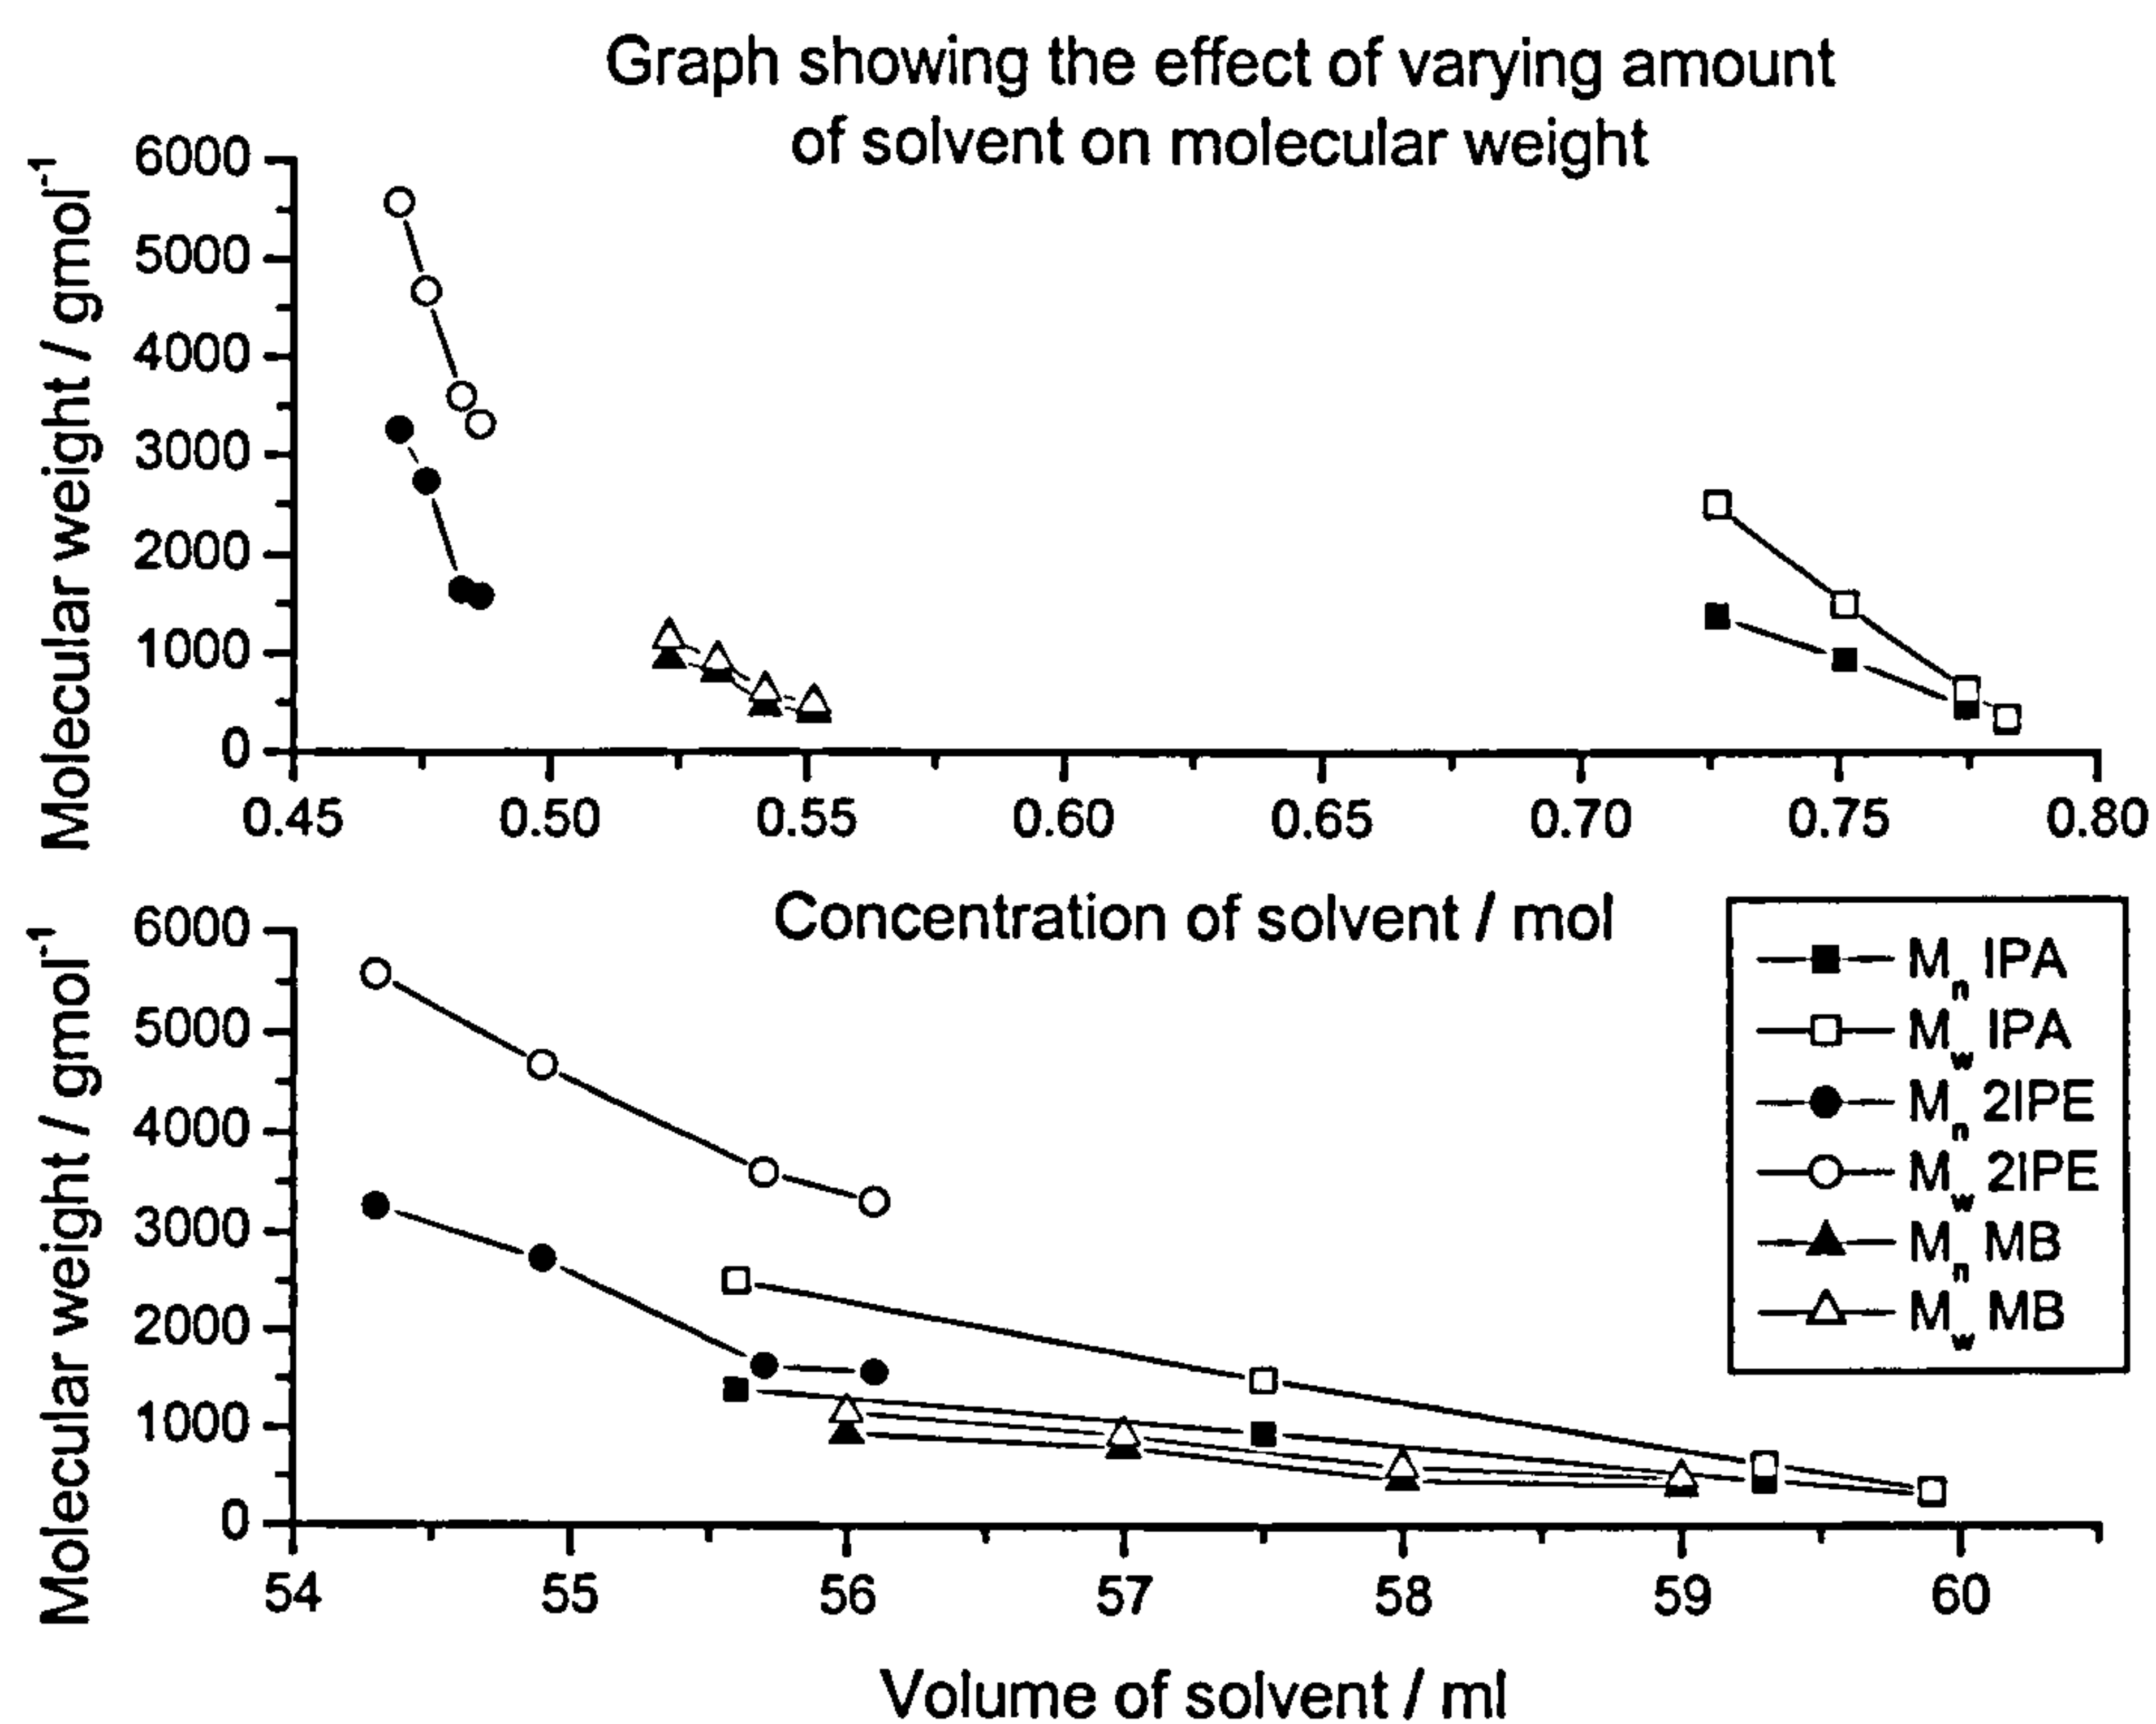 Graph showing the effect of varying amount
of solvent on molecular weight
Molecular weight / gmol⁻¹
6000
5000
4000
3000
2000
1000
0
0.45 0.50 0.55 0.60 0.65 0.70 0.75 0.80
Concentration of solvent / mol
Molecular weight / gmol⁻¹
6000
5000
4000
3000
2000
1000
0
Mₙ IPA
M_w IPA
Mₙ 2IPE
M_w 2IPE
Mₙ MB
M_w MB
54 55 56 57 58 59 60
Volume of solvent / ml